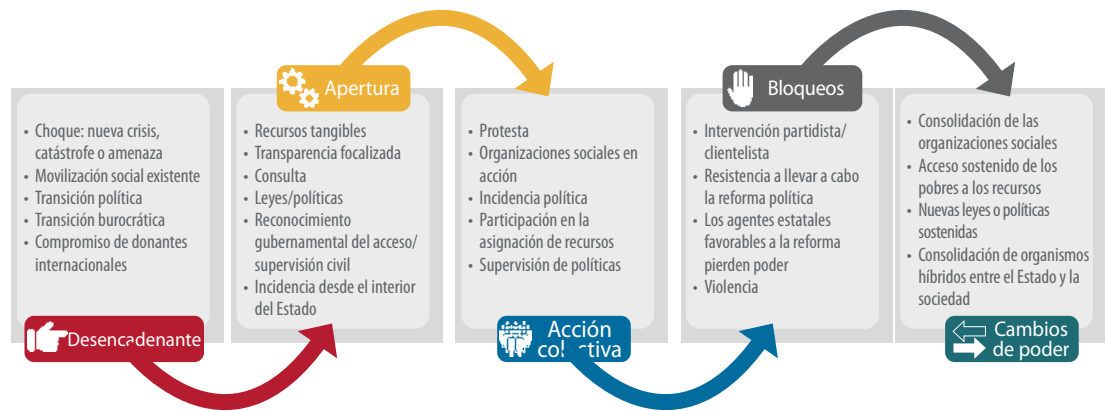 Apertura
Bloqueos
• Choque: nueva crisis,
catástrofe o amenaza
• Movilización social existente
• Transición política
• Transición burocrática
• Compromiso de donantes
internacionales
Desencadenante
• Recursos tangibles
• Transparencia focalizada
• Consulta
• Leyes/políticas
• Reconocimiento
gubernamental del acceso/
supervisión civil
• Incidencia desde el interior
del Estado
• Protesta
• Organizaciones sociales en
acción
• Incidencia política
• Participación en la
asignación de recursos
• Supervisión de políticas
Acción
colectiva
• Intervención partidista/
clientelista
• Resistencia a llevar a cabo
la reforma política
• Los agentes estatales
favorables a la reforma
pierden poder
• Violencia
• Consolidación de las
organizaciones sociales
• Acceso sostenido de los
pobres a los recursos
• Nuevas leyes o políticas
sostenidas
• Consolidación de organismos
híbridos entre el Estado y la
sociedad
Cambios
de poder